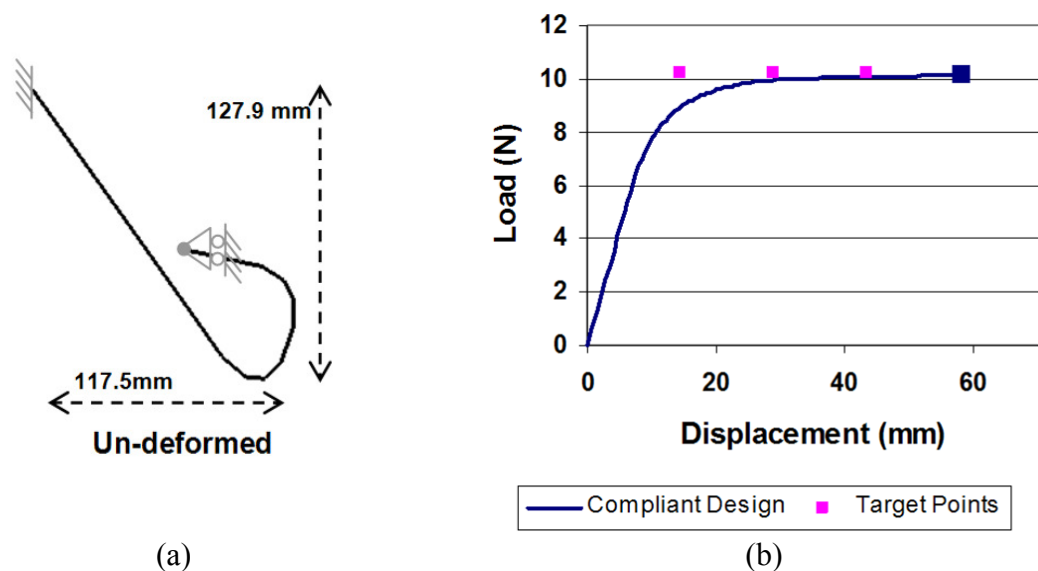 127.9 mm
117.5mm
Un-deformed
(a)
12
10
8
6
4
2
0
Load (N)
0 20 40 60
Displacement (mm)
Compliant Design Target Points
(b)